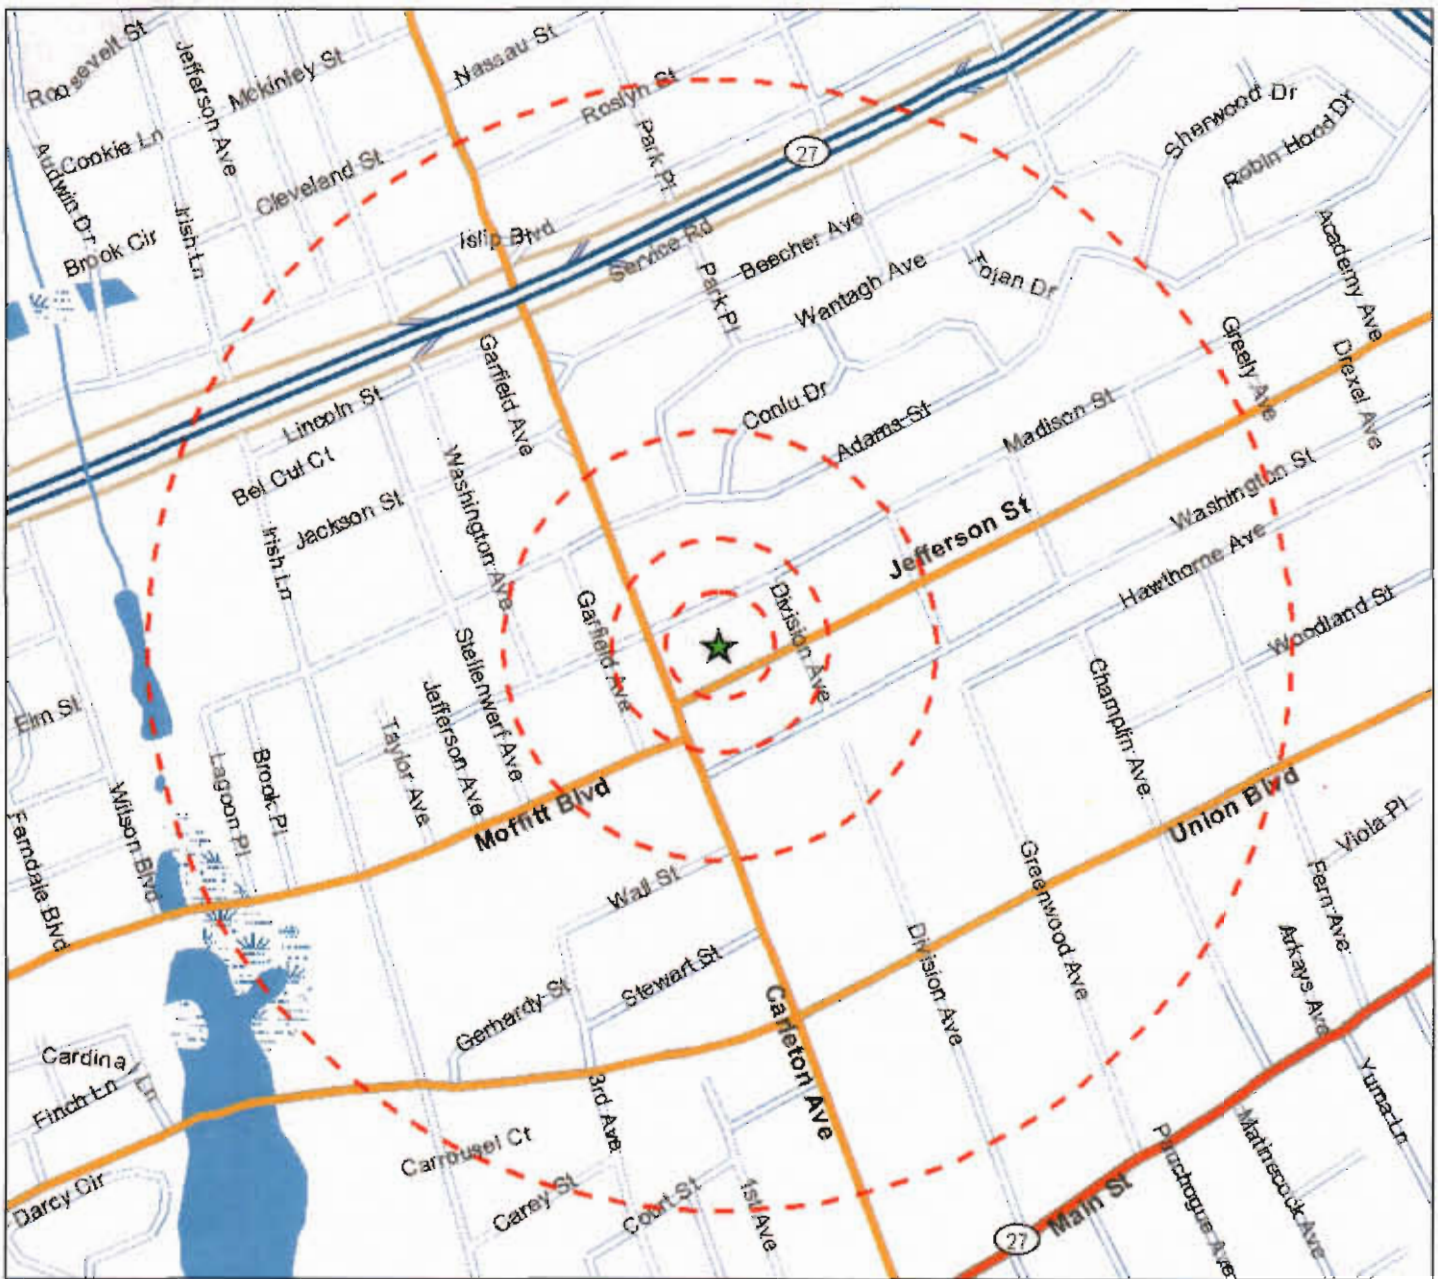 Roosevelt St
Jefferson Ave
Mckinley St
Nassau St
Roslyn St
Sherwood Dr
Robin Hood Dr
Cookie Ln
Audwin Dr
Cleveland St
Park Pl
27
Brook Cir
Irish Ln
Islip Blvd
Service Rd
Beecher Ave
Academy Ave
Park Pl
Wantagh Ave
Greely Ave
Drexel Ave
Garfield Ave
Lincoln St
Conlu Dr
Adams St
Madison St
Bel Cul Ct
Washington Ave
Washington St
Jackson St
Jefferson St
Irish Ln
Hawthorne Ave
Garfield Ave
Division Ave
Woodland St
Stellenwerf Ave
Jefferson Ave
Champlin Ave
Elm St
Taylor Ave
Brook Pl
Lagoon Pl
Wilson Blvd
Moffitt Blvd
Union Blvd
Viola Pl
Ferndale Blvd
Greenwood Ave
Wall St
Fern Ave
Division Ave
Arkays Ave
Stewart St
Gerhardy St
Carleton Ave
Cardinal Ln
Finch Ln
3rd Ave
Yuma Ln
Carrousel Ct
Matinecock Ave
Darcy Cir
Carey St
Court St
1st Ave
27
Main St